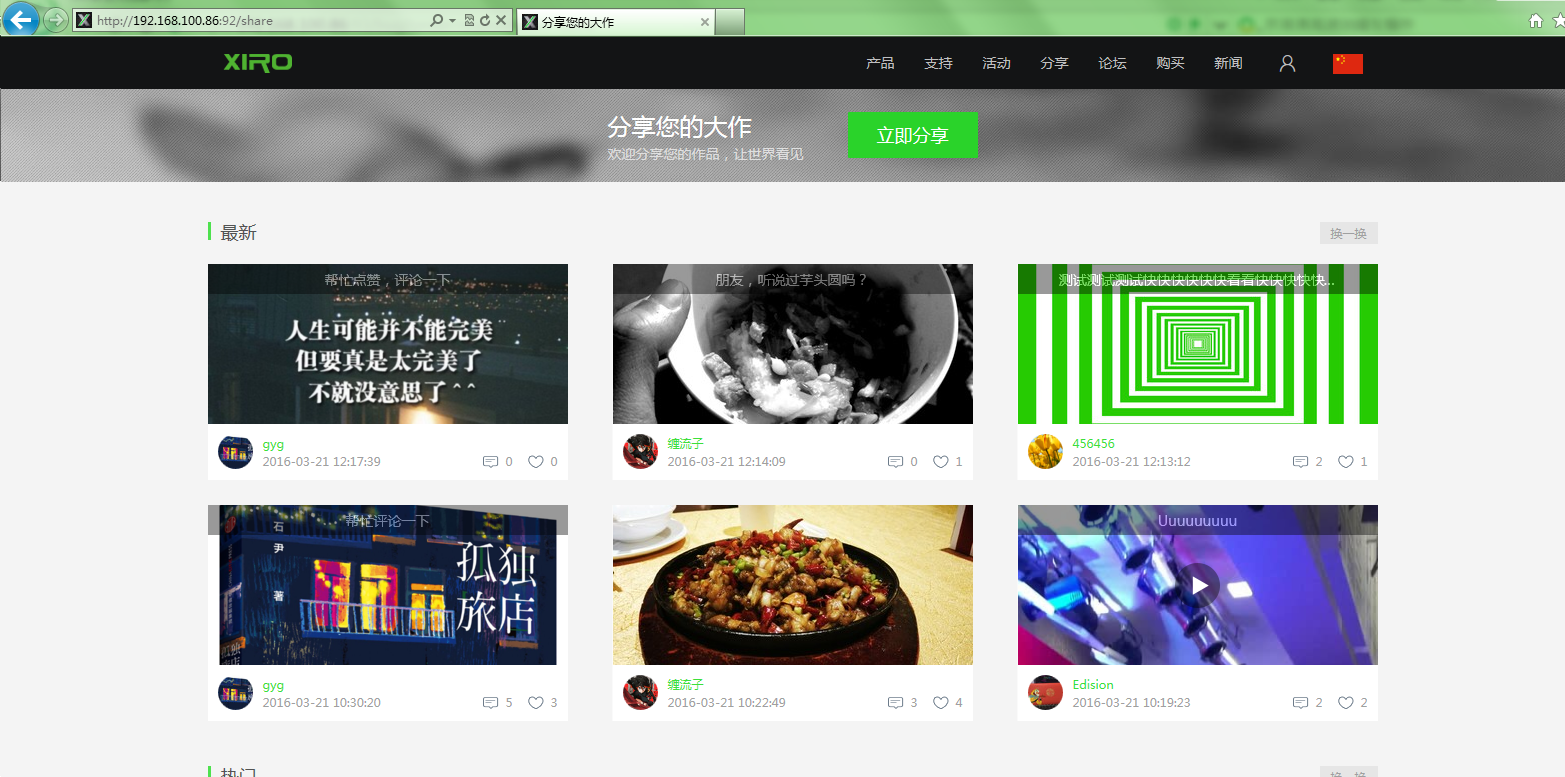 http://192.168.100.86:92/share
分享您的大作
XIRO
产品 支持 活动 分享 论坛 购买 新闻
分享您的大作
欢迎分享您的作品，让世界看见
立即分享
最新
换一换
帮忙点赞，评论一下
人生可能并不能完美
但要真是太完美了
不就没意思了^^
gyg
2016-03-21 12:17:39 0 0
朋友，听说过芋头圆吗？
缠流子
2016-03-21 12:14:09 0 1
测试测试测试快快快快快快看看快快快快快...
456456
2016-03-21 12:13:12 2 1
帮忙评论一下
石尹 著
孤独
旅店
gyg
2016-03-21 10:30:20 5 3
缠流子
2016-03-21 10:22:49 3 4
Uuuuuuuuu
Edision
2016-03-21 10:19:23 2 2
热门
换一换